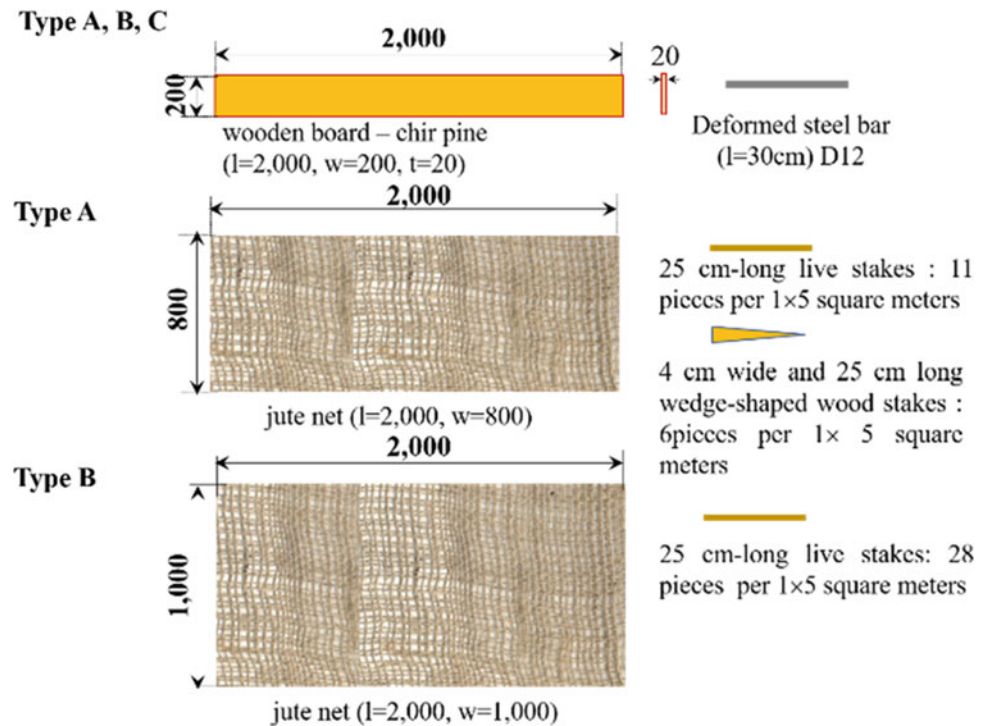 Type A, B, C
2,000
200
20
wooden board – chir pine
(l=2,000, w=200, t=20)
Deformed steel bar
(l=30cm) D12
Type A
2,000
800
jute net (l=2,000, w=800)
25 cm-long live stakes : 11
pieces per 1×5 square meters
4 cm wide and 25 cm long
wedge-shaped wood stakes :
6pieces per 1× 5 square
meters
Type B
2,000
1,000
jute net (l=2,000, w=1,000)
25 cm-long live stakes: 28
pieces per 1×5 square meters